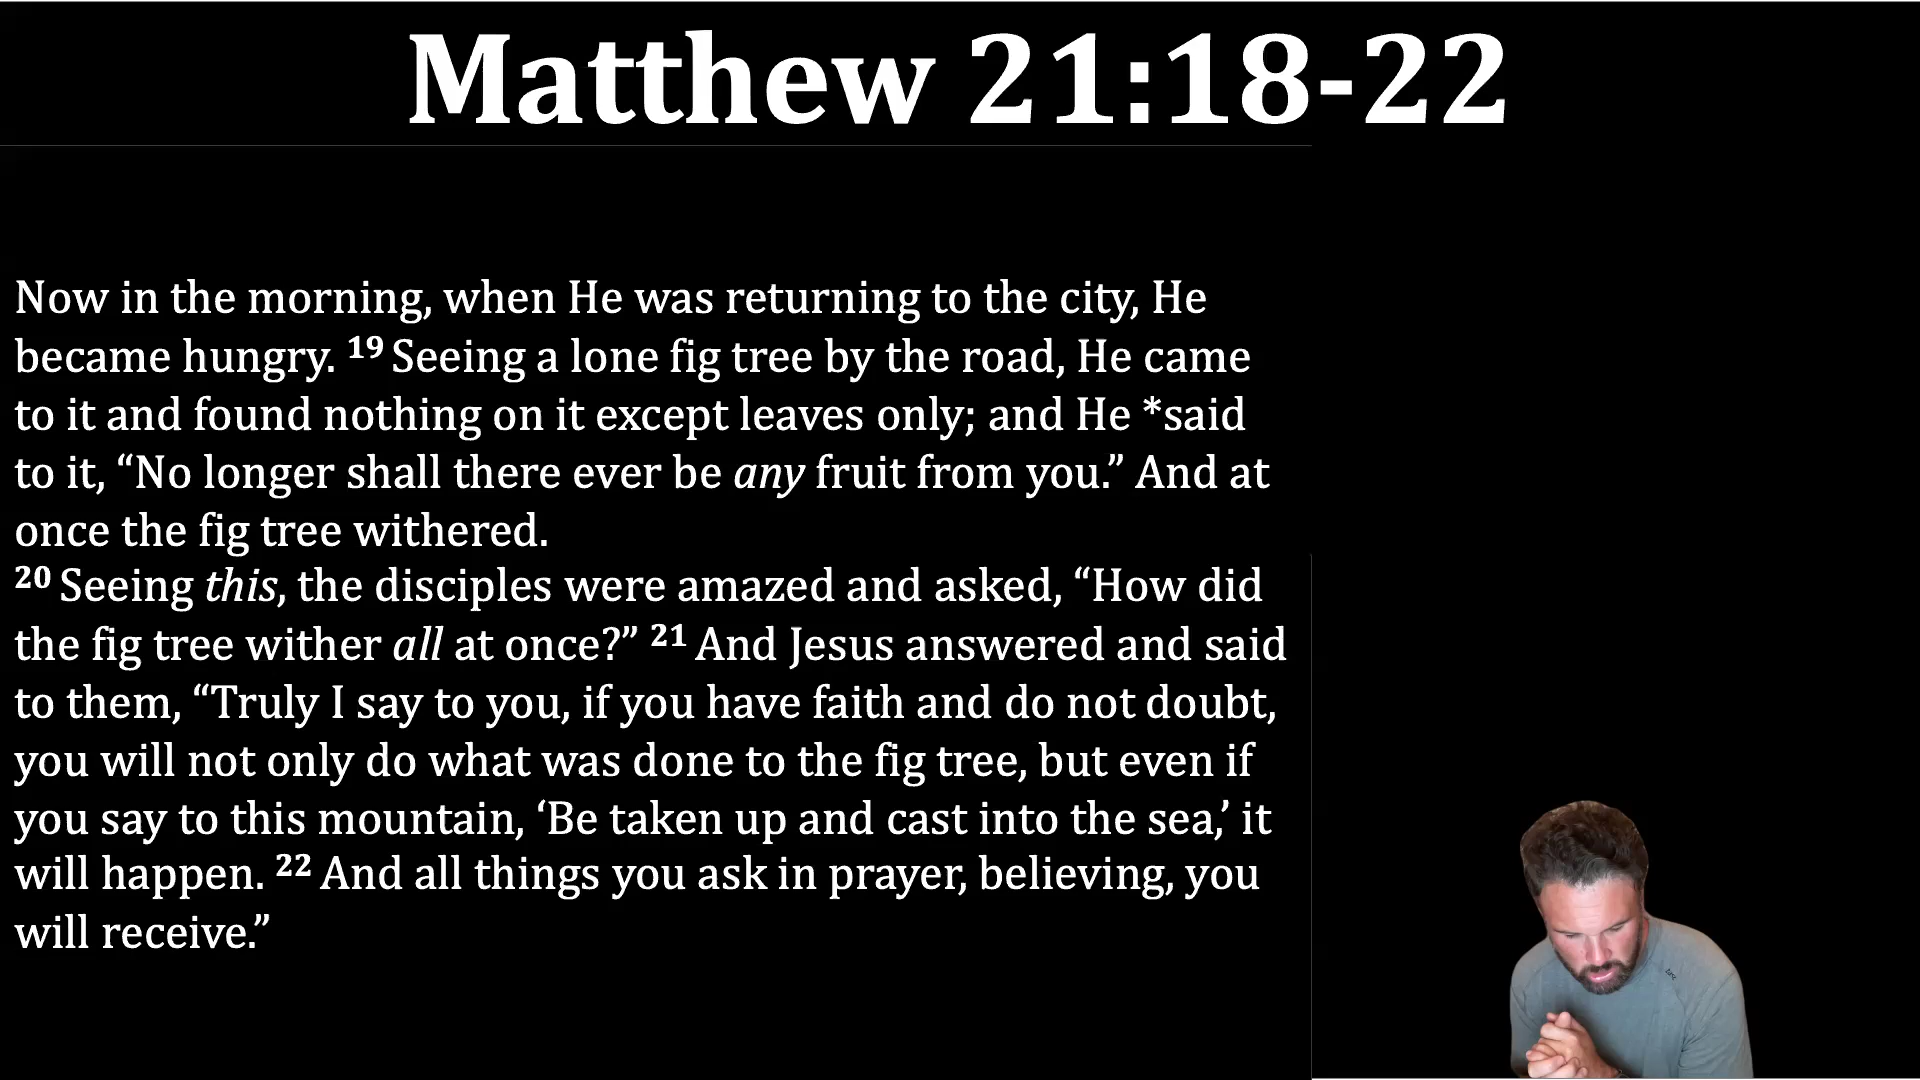 Matthew 21:18-22
Now in the morning, when He was returning to the city, He
became hungry. 19 Seeing a lone fig tree by the road, He came
to it and found nothing on it except leaves only; and He *said
to it, “No longer shall there ever be any fruit from you.” And at
once the fig tree withered.
20 Seeing this, the disciples were amazed and asked, “How did
the fig tree wither all at once?” 21 And Jesus answered and said
to them, “Truly I say to you, if you have faith and do not doubt,
you will not only do what was done to the fig tree, but even if
you say to this mountain, ‘Be taken up and cast into the sea,’ it
will happen. 22 And all things you ask in prayer, believing, you
will receive.”